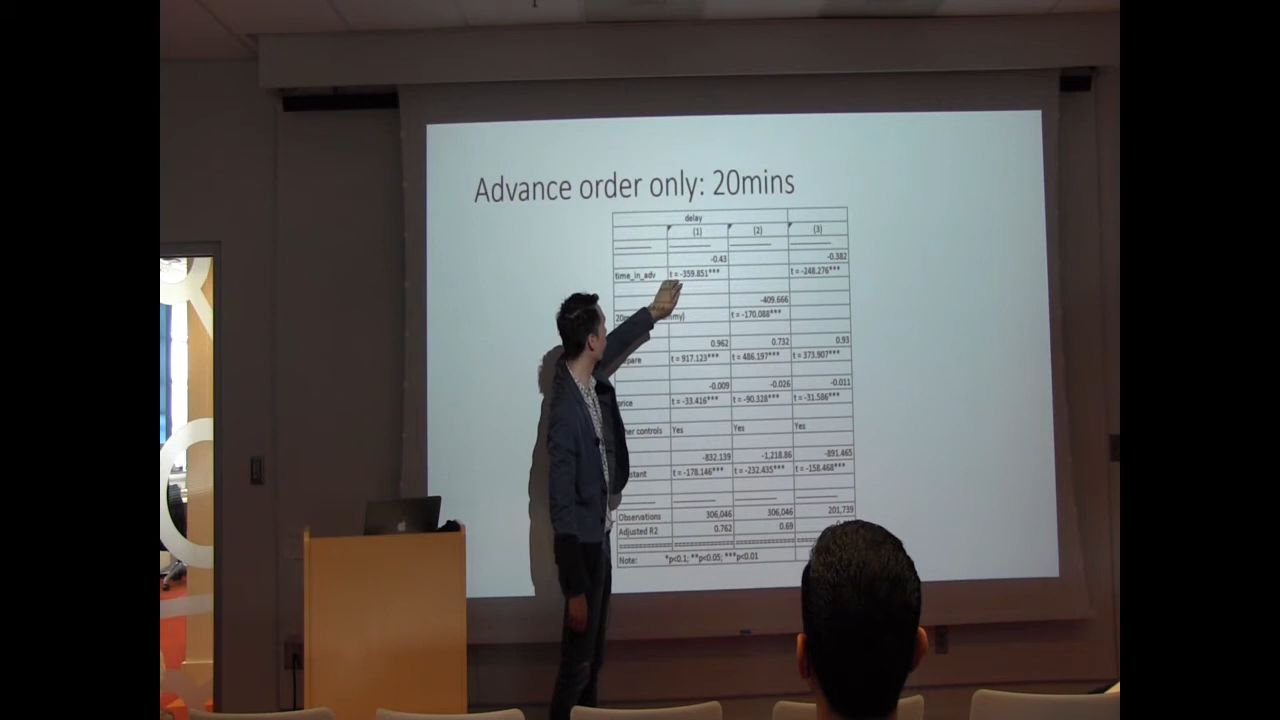 Advance order only: 20mins
delay
(1) (2) (3)
-0.43 -0.382
time_in_adv t = -359.851*** t = -248.276***
-409.666
t = -170.088***
0.962 0.732 0.93
t = 917.123*** t = 486.197*** t = 373.907***
-0.009 -0.026 -0.011
price t = -33.416*** t = -90.328*** t = -31.586***
controls Yes Yes Yes
-832.139 -1,218.86 -891.465
t = -178.146*** t = -232.435*** t = -158.468***
Observations 306,046 306,046 201,739
Adjusted R2 0.762 0.69
Note: *p<0.1; **p<0.05; ***p<0.01